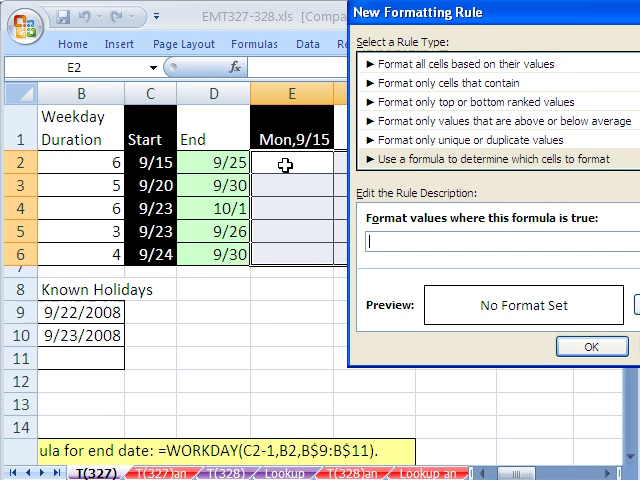 EMT327-328.xls [Compa
New Formatting Rule
Home Insert Page Layout Formulas Data
Select a Rule Type:
► Format all cells based on their values
► Format only cells that contain
► Format only top or bottom ranked values
► Format only values that are above or below average
► Format only unique or duplicate values
► Use a formula to determine which cells to format
Edit the Rule Description:
Format values where this formula is true:
Preview: No Format Set
OK
E2 fx
B C D E
Weekday
1 Duration Start End Mon,9/15
2 6 9/15 9/25
3 5 9/20 9/30
4 6 9/23 10/1
5 3 9/23 9/26
6 4 9/24 9/30
7
8 Known Holidays
9 9/22/2008
10 9/23/2008
11
12
13
14
ula for end date: =WORKDAY(C2-1,B2,B$9:B$11).
T(327) T(327)an T(328) Lookup T(328)an Lookup an